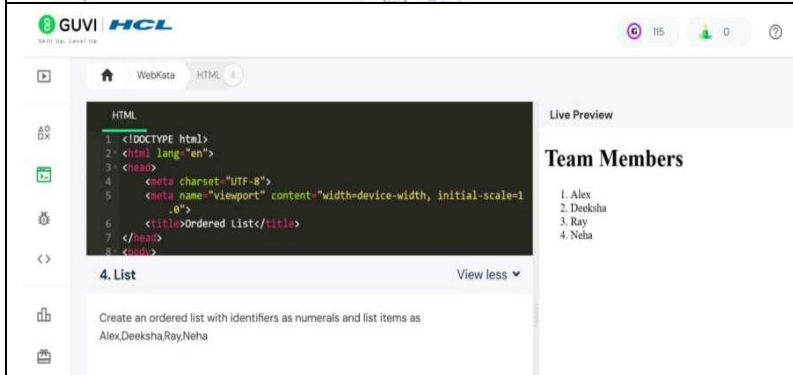 GUVI HCL
Skill Up, Level Up
G 115
0
?
WebKata
HTML 4
HTML
1 <!DOCTYPE html>
2 <html lang="en">
3 <head>
4 <meta charset="UTF-8">
5 <meta name="viewport" content="width=device-width, initial-scale=1
.0">
6 <title>Ordered List</title>
7 </head>
8 <body>
4. List
View less
Create an ordered list with identifiers as numerals and list items as
Alex,Deeksha,Ray,Neha
Live Preview
Team Members
1. Alex
2. Deeksha
3. Ray
4. Neha